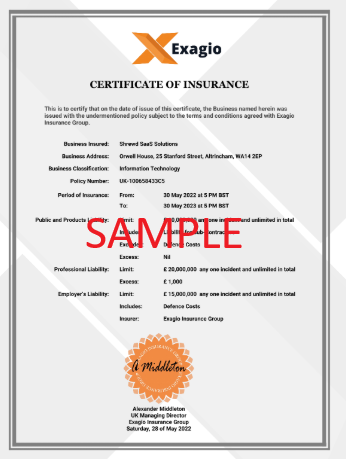 Exagio
CERTIFICATE OF INSURANCE
This is to certify that on the date of issue of this certificate, the Business named herein was
issued with the undermentioned policy subject to the terms and conditions agreed with Exagio
Insurance Group.
Business Insured: Shrewd SaaS Solutions
Business Address: Orwell House, 25 Stanford Street, Altrincham, WA14 2EP
Business Classification: Information Technology
Policy Number: UK-100658433C5
Period of Insurance: From: 30 May 2022 at 5 PM BST
To: 30 May 2023 at 5 PM BST
Public and Products Liability: Limit: any one incident and unlimited in total
Includes: Liability for Sub-contractors
Excludes: Defence Costs
SAMPLE
Excess: Nil
Professional Liability: Limit: £ 20,000,000 any one incident and unlimited in total
Excess: £ 1,000
Employer's Liability: Limit: £ 15,000,000 any one incident and unlimited in total
Includes: Defence Costs
Insurer: Exagio Insurance Group
A Middleton
Alexander Middleton
UK Managing Director
Exagio Insurance Group
Saturday, 28 of May 2022